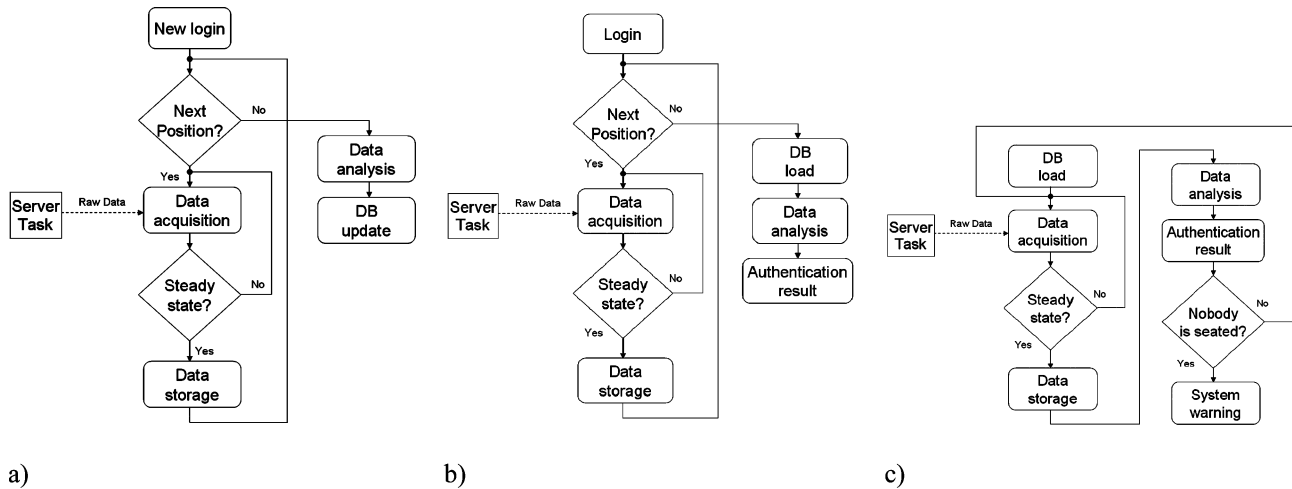 New login
Next
Position?
No
Yes
Data
analysis
DB
update
Server
Task
Raw Data
Data
acquisition
Steady
state?
No
Yes
Data
storage
a)
Login
Next
Position?
No
Yes
DB
load
Data
analysis
Authentication
result
Server
Task
Raw Data
Data
acquisition
Steady
state?
No
Yes
Data
storage
b)
DB
load
Server
Task
Raw Data
Data
acquisition
Steady
state?
No
Yes
Data
storage
Data
analysis
Authentication
result
Nobody
is seated?
No
Yes
System
warning
c)